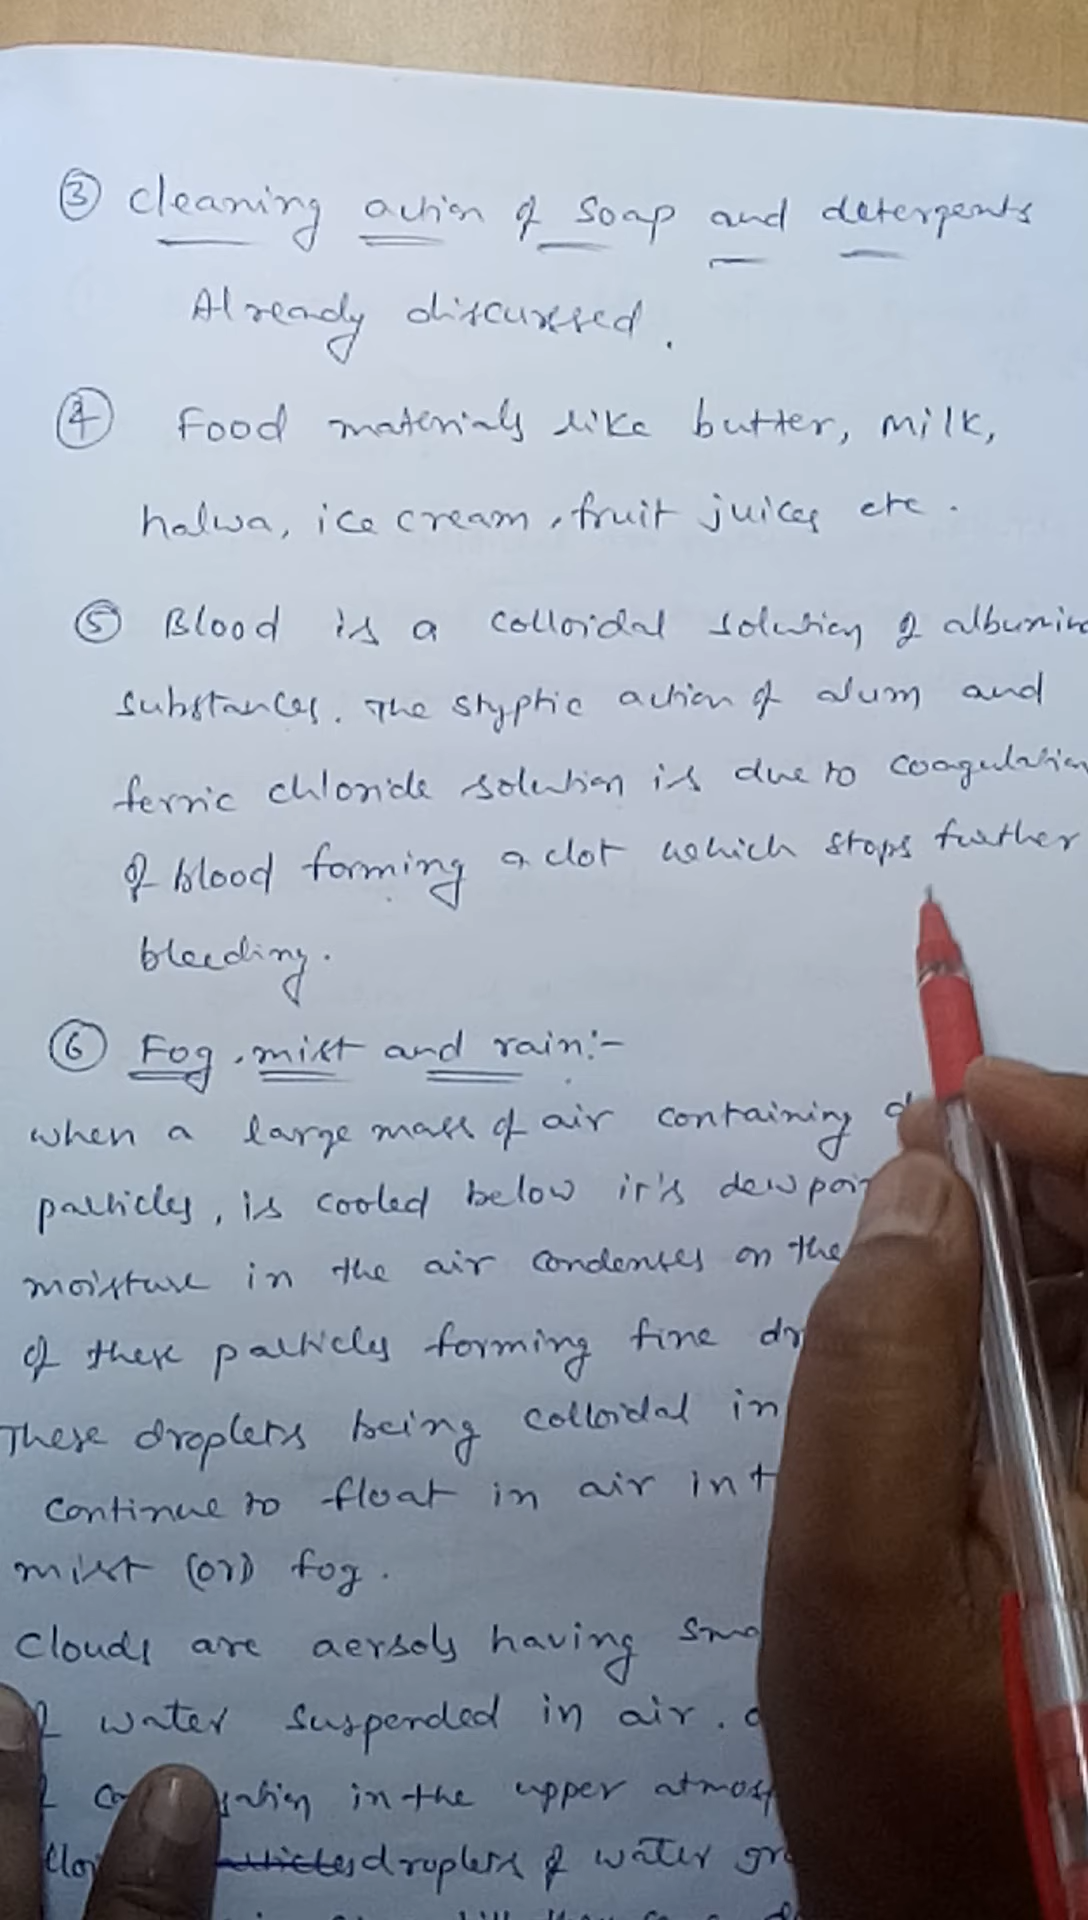 ③ Cleaning action of soap and detergents
Already discussed.
④ Food materials like butter, milk,
halwa, ice cream, fruit juices etc.
⑤ Blood is a colloidal solution of
substances. The styptic action of alum and
ferric chloride solution is due to
of blood forming a clot which stops further
bleeding.
⑥ Fog, mist and rain:-
when a large mass of air containing
particles, is cooled below it's dew
moisture in the air condenses on the
of these particles forming fine
These droplets being colloidal in
continue to float in air in
mist (or) fog.
Clouds are aersols having
of water suspended in air.
in the upper
droplets of water